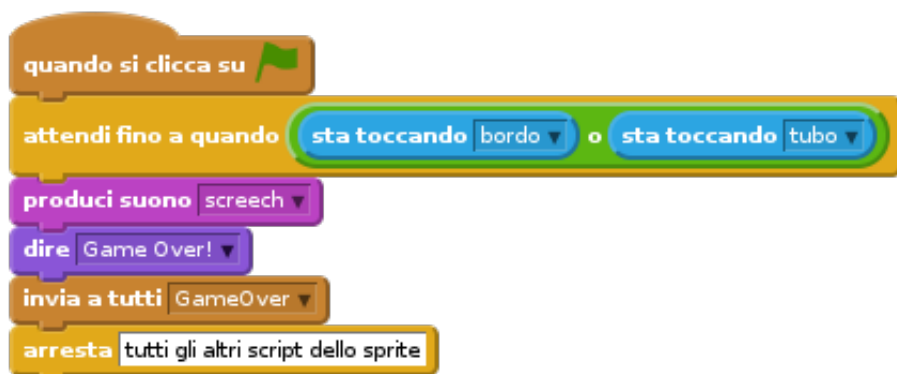 quando si clicca su
attendi fino a quando sta toccando bordo o sta toccando tubo
produci suono screech
dire Game Over!
invia a tutti GameOver
arresta tutti gli altri script dello sprite